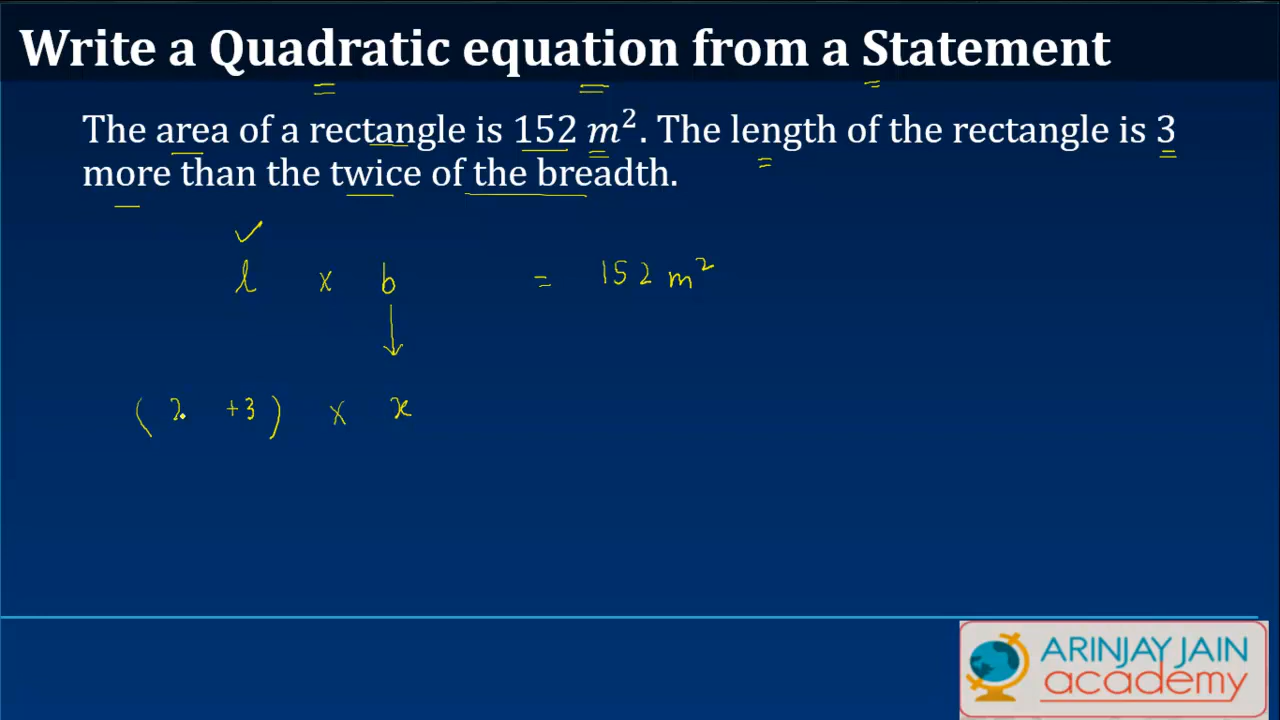 Write a Quadratic equation from a Statement
The area of a rectangle is 152 m². The length of the rectangle is 3
more than the twice of the breadth.
l x b = 152 m²
(2 +3) x x
ARINJAY JAIN
academy